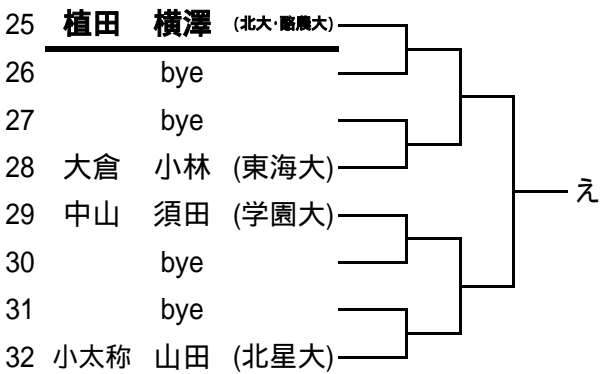 25 植田 横澤 (北大・酪農大)
26 bye
27 bye
28 大倉 小林 (東海大)
29 中山 須田 (学園大)
30 bye
31 bye
32 小太称 山田 (北星大)
え